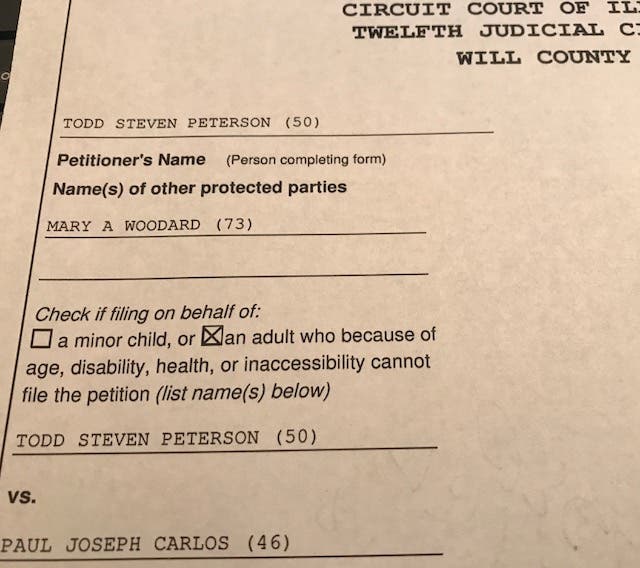 CIRCUIT COURT OF
TWELFTH JUDICIAL
WILL COUNTY
TODD STEVEN PETERSON (50)
Petitioner's Name (Person completing form)
Name(s) of other protected parties
MARY A WOODARD (73)
Check if filing on behalf of:
a minor child, or an adult who because of
age, disability, health, or inaccessibility cannot
file the petition (list name(s) below)
TODD STEVEN PETERSON (50)
vs.
PAUL JOSEPH CARLOS (46)